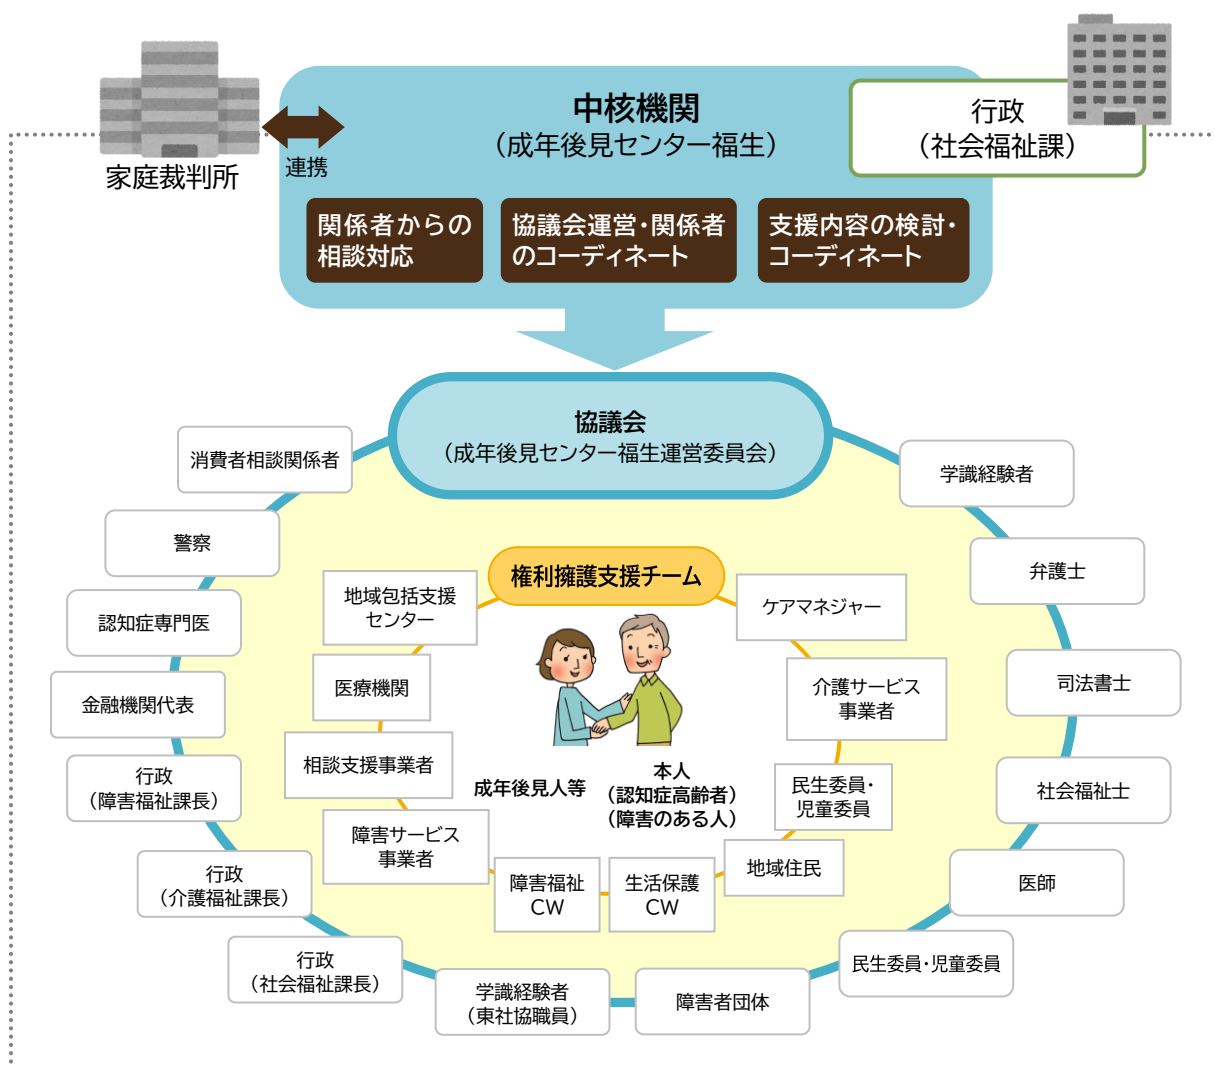 中核機関
（成年後見センター福生）
行政
（社会福祉課）
家庭裁判所
連携
関係者からの
相談対応
協議会運営・関係者
のコーディネート
支援内容の検討・
コーディネート
協議会
（成年後見センター福生運営委員会）
消費者相談関係者
警察
認知症専門医
金融機関代表
行政
（障害福祉課長）
行政
（介護福祉課長）
行政
（社会福祉課長）
学識経験者
（東社協職員）
障害者団体
民生委員・児童委員
医師
社会福祉士
司法書士
弁護士
学識経験者
権利擁護支援チーム
地域包括支援
センター
医療機関
相談支援事業者
障害サービス
事業者
障害福祉
CW
生活保護
CW
地域住民
民生委員・
児童委員
介護サービス
事業者
ケアマネジャー
成年後見人等
本人
（認知症高齢者）
（障害のある人）